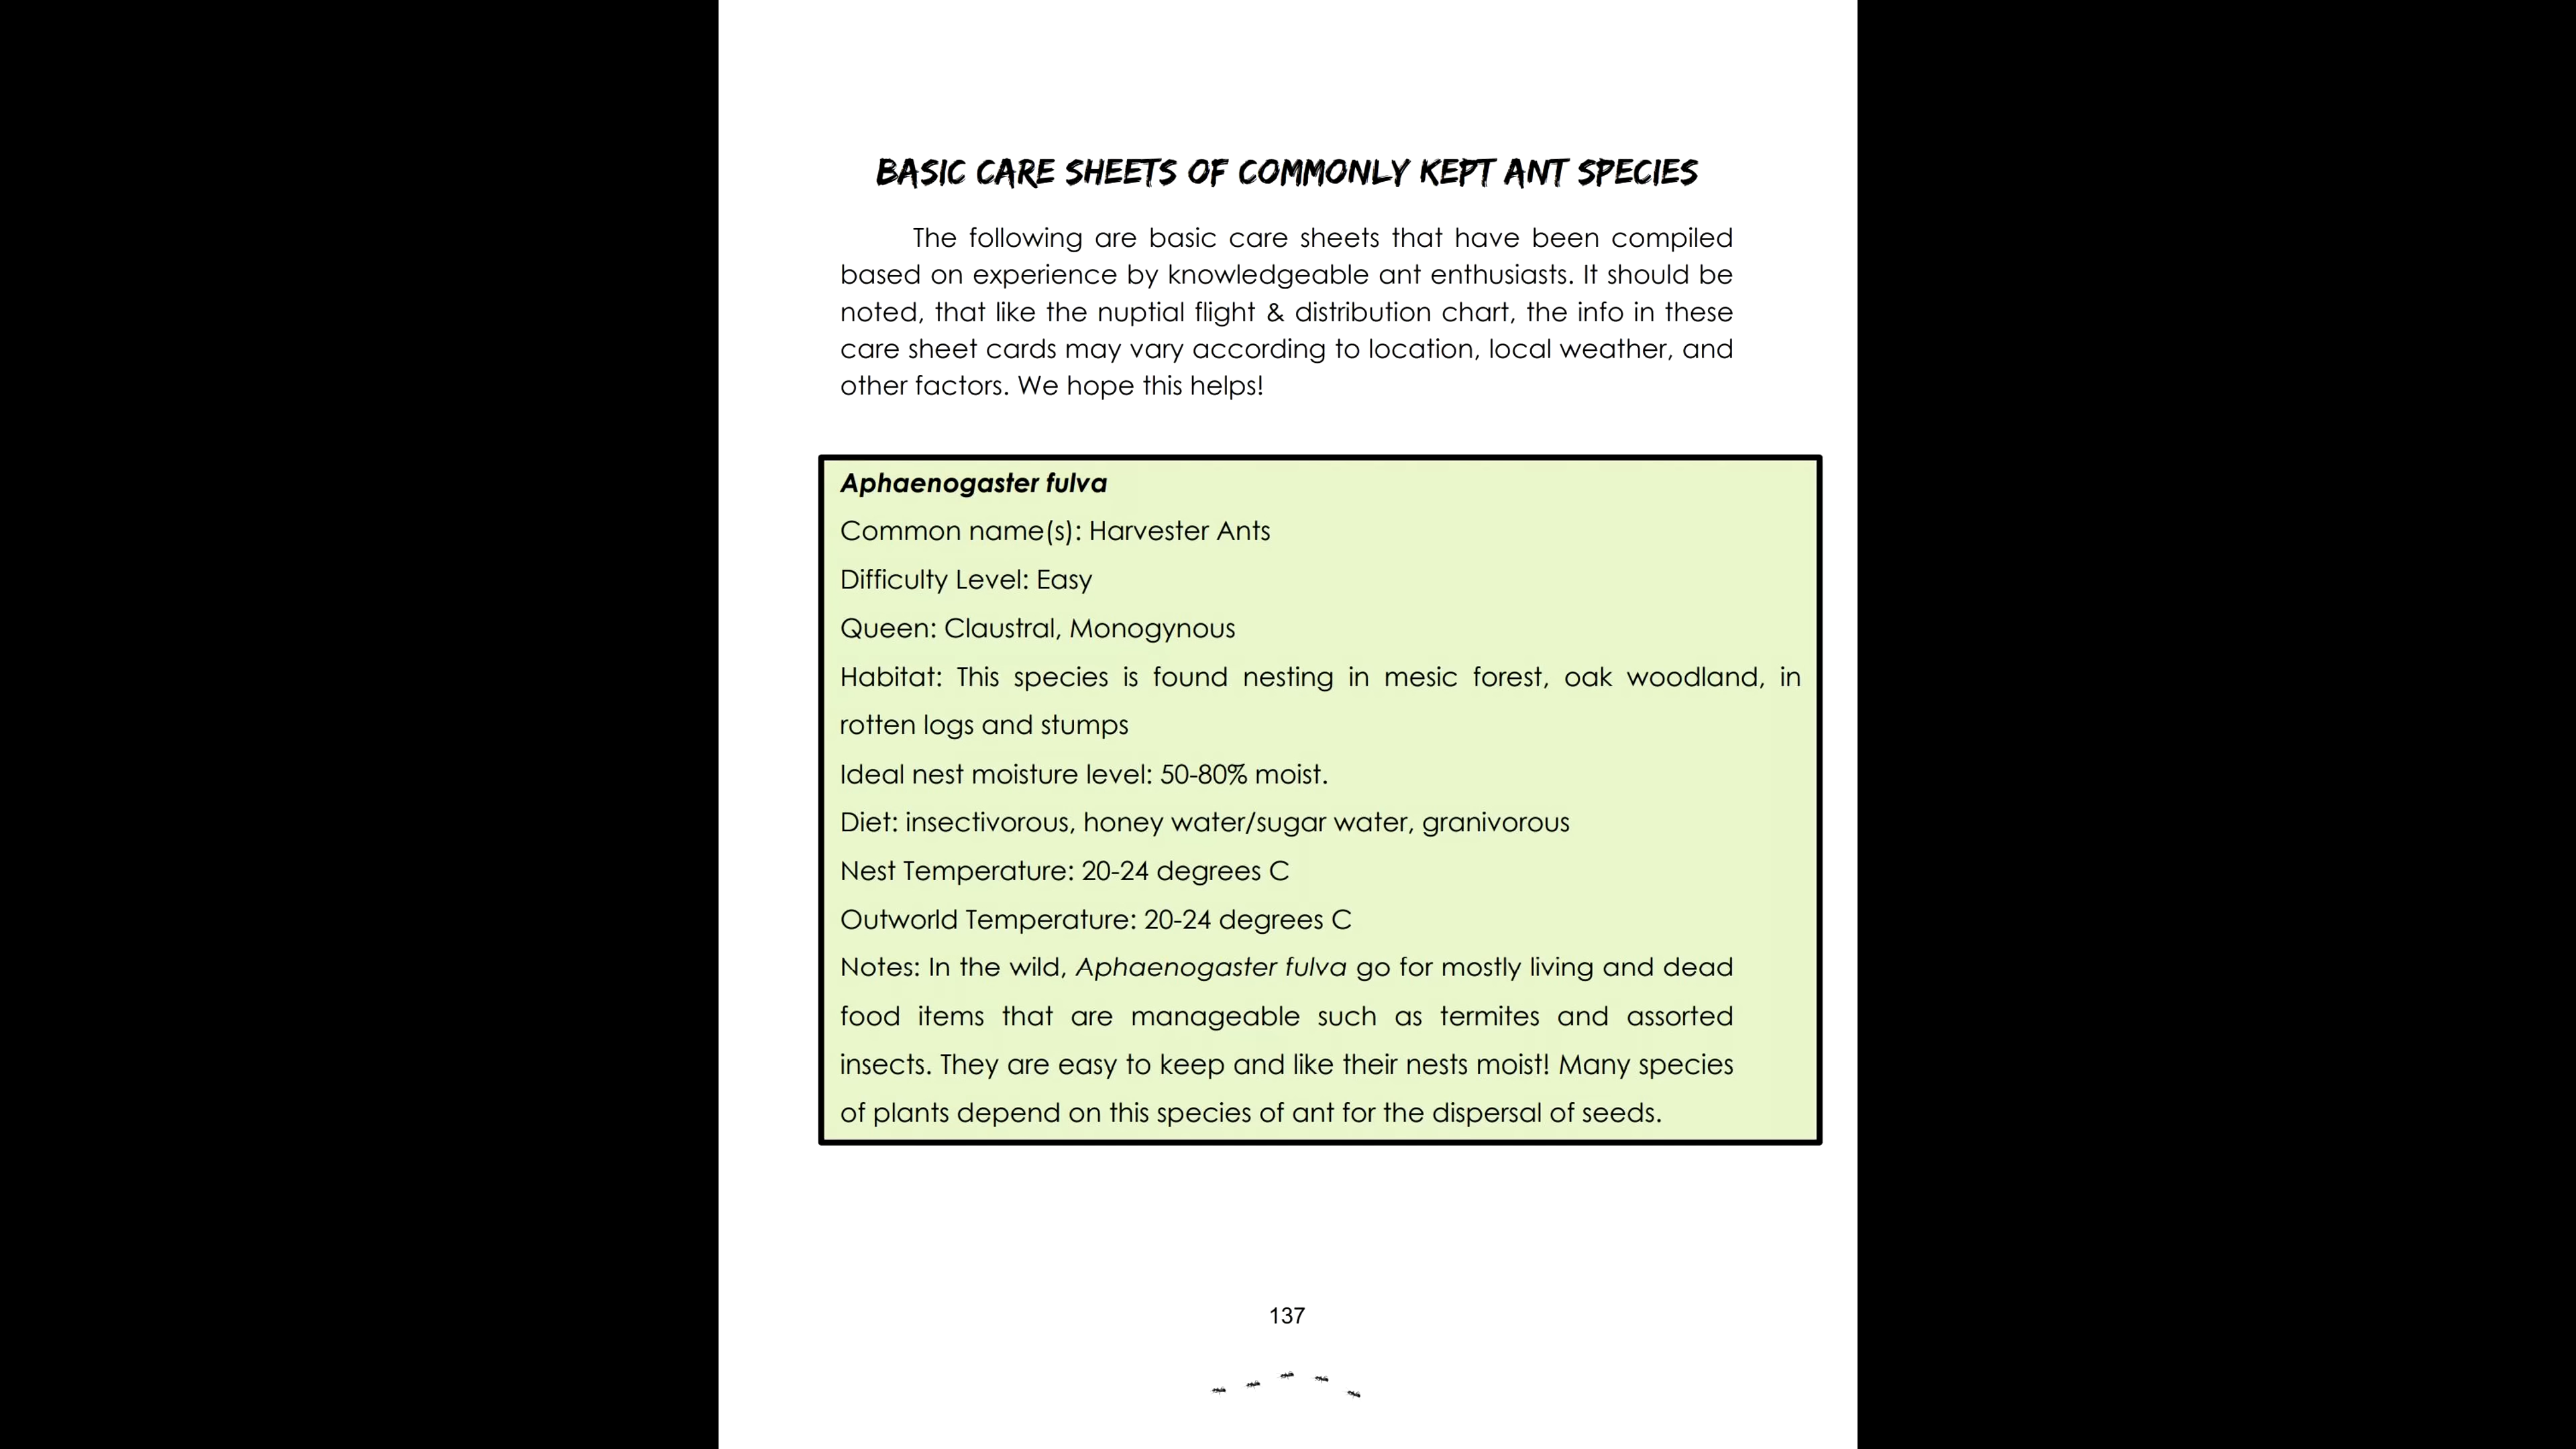 BASIC CARE SHEETS OF COMMONLY KEPT ANT SPECIES
The following are basic care sheets that have been compiled
based on experience by knowledgeable ant enthusiasts. It should be
noted, that like the nuptial flight & distribution chart, the info in these
care sheet cards may vary according to location, local weather, and
other factors. We hope this helps!
Aphaenogaster fulva
Common name(s): Harvester Ants
Difficulty Level: Easy
Queen: Claustral, Monogynous
Habitat: This species is found nesting in mesic forest, oak woodland, in
rotten logs and stumps
Ideal nest moisture level: 50-80% moist.
Diet: insectivorous, honey water/sugar water, granivorous
Nest Temperature: 20-24 degrees C
Outworld Temperature: 20-24 degrees C
Notes: In the wild, Aphaenogaster fulva go for mostly living and dead
food items that are manageable such as termites and assorted
insects. They are easy to keep and like their nests moist! Many species
of plants depend on this species of ant for the dispersal of seeds.
137